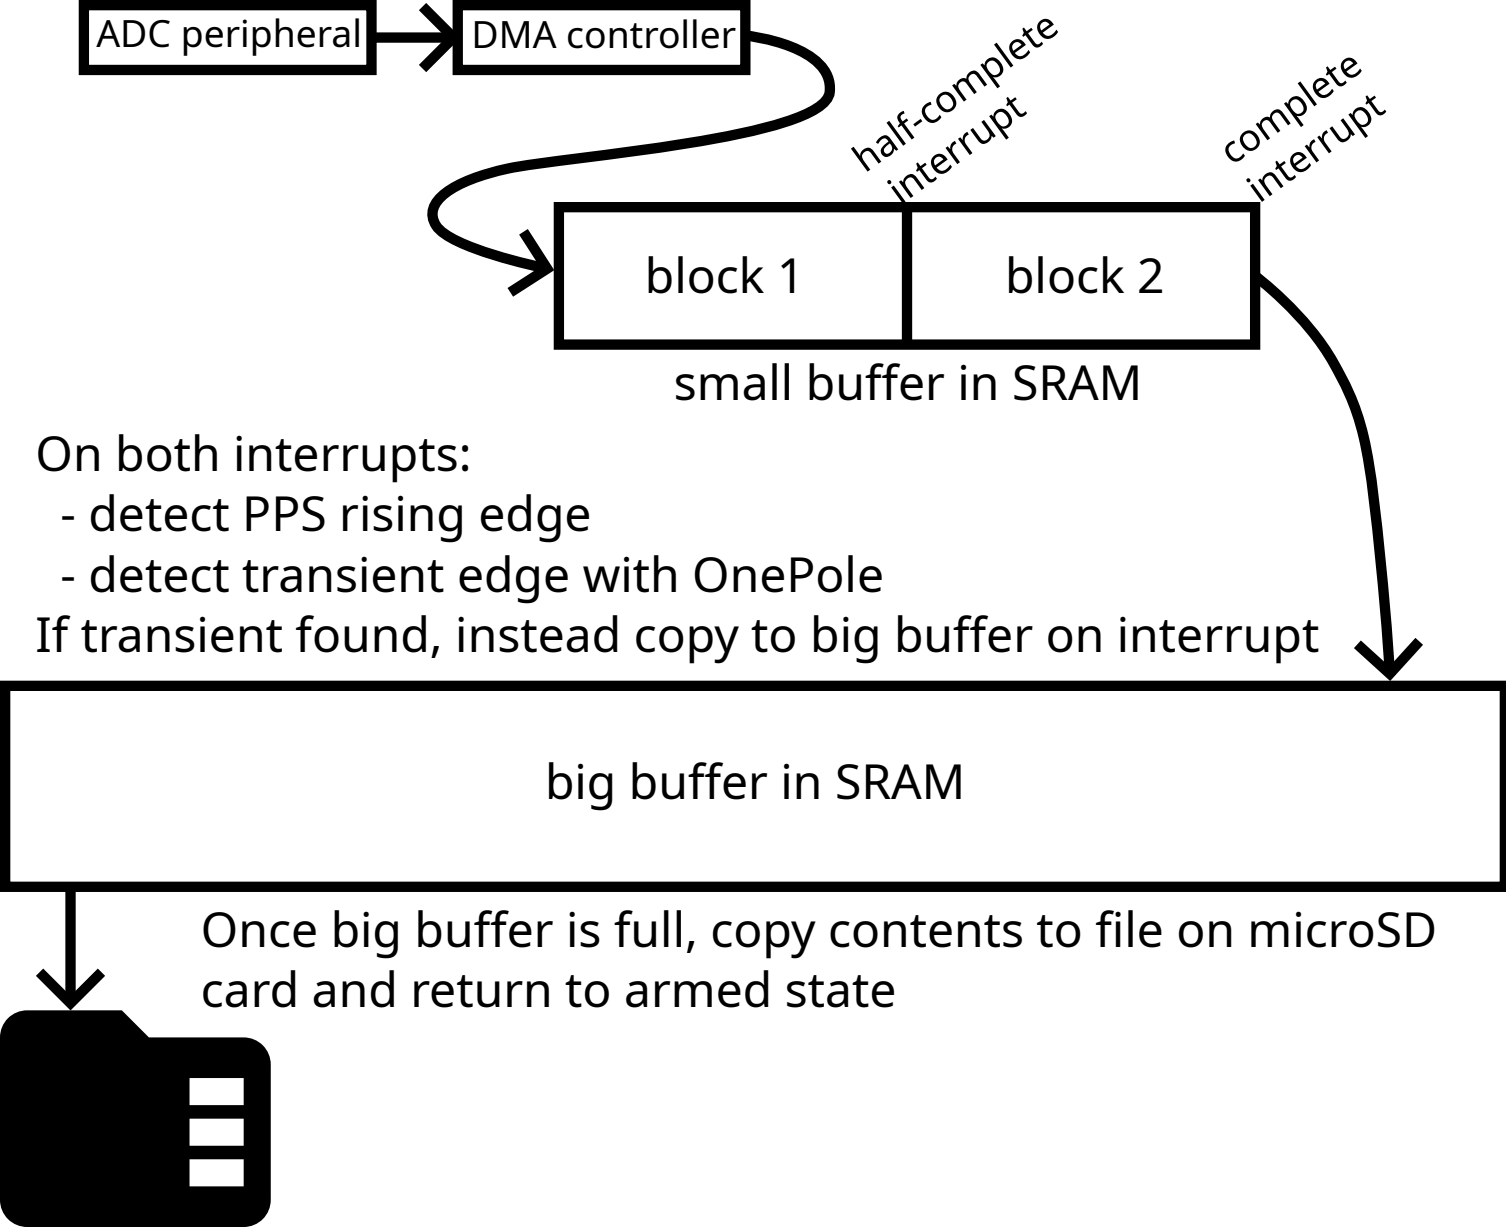 ADC peripheral
DMA controller
half-complete
interrupt
complete
interrupt
block 1
block 2
small buffer in SRAM
On both interrupts:
- detect PPS rising edge
- detect transient edge with OnePole
If transient found, instead copy to big buffer on interrupt
big buffer in SRAM
Once big buffer is full, copy contents to file on microSD
card and return to armed state